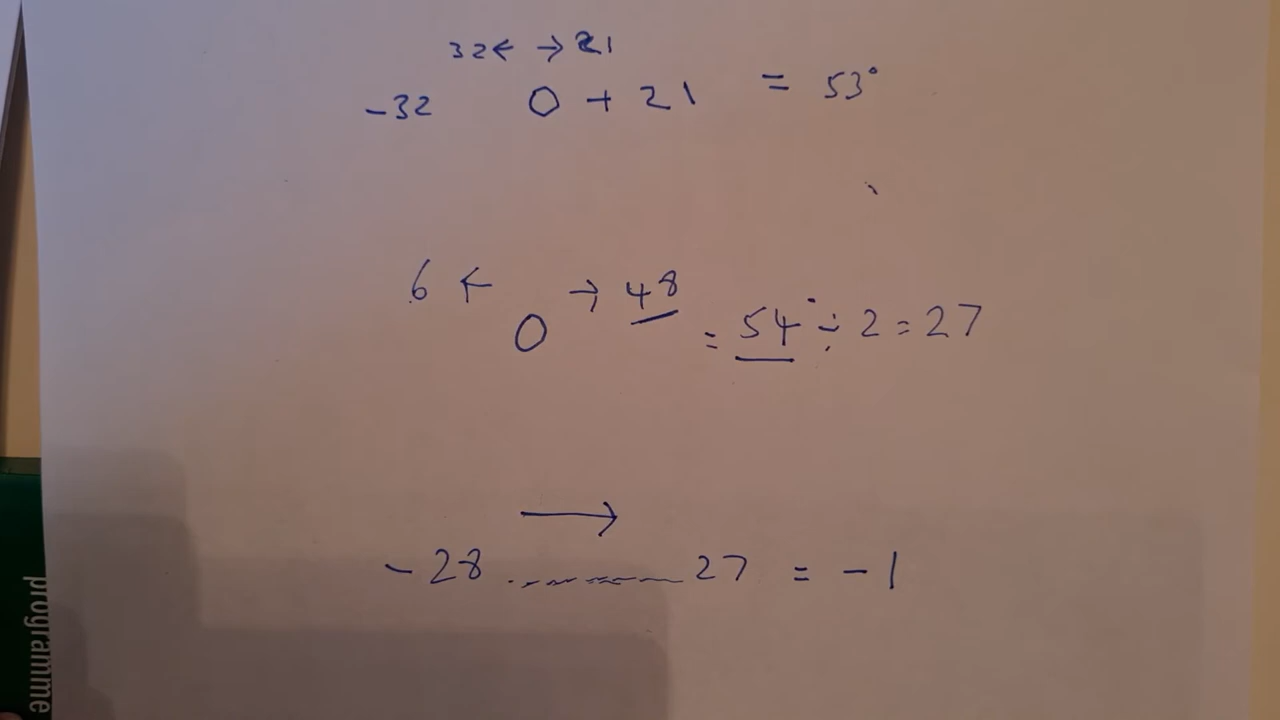 32← →21
-32 0 + 21 = 53°
6 ← → 48
0 = 54° ÷ 2 = 27
→
-28 ........ 27 = -1
programme